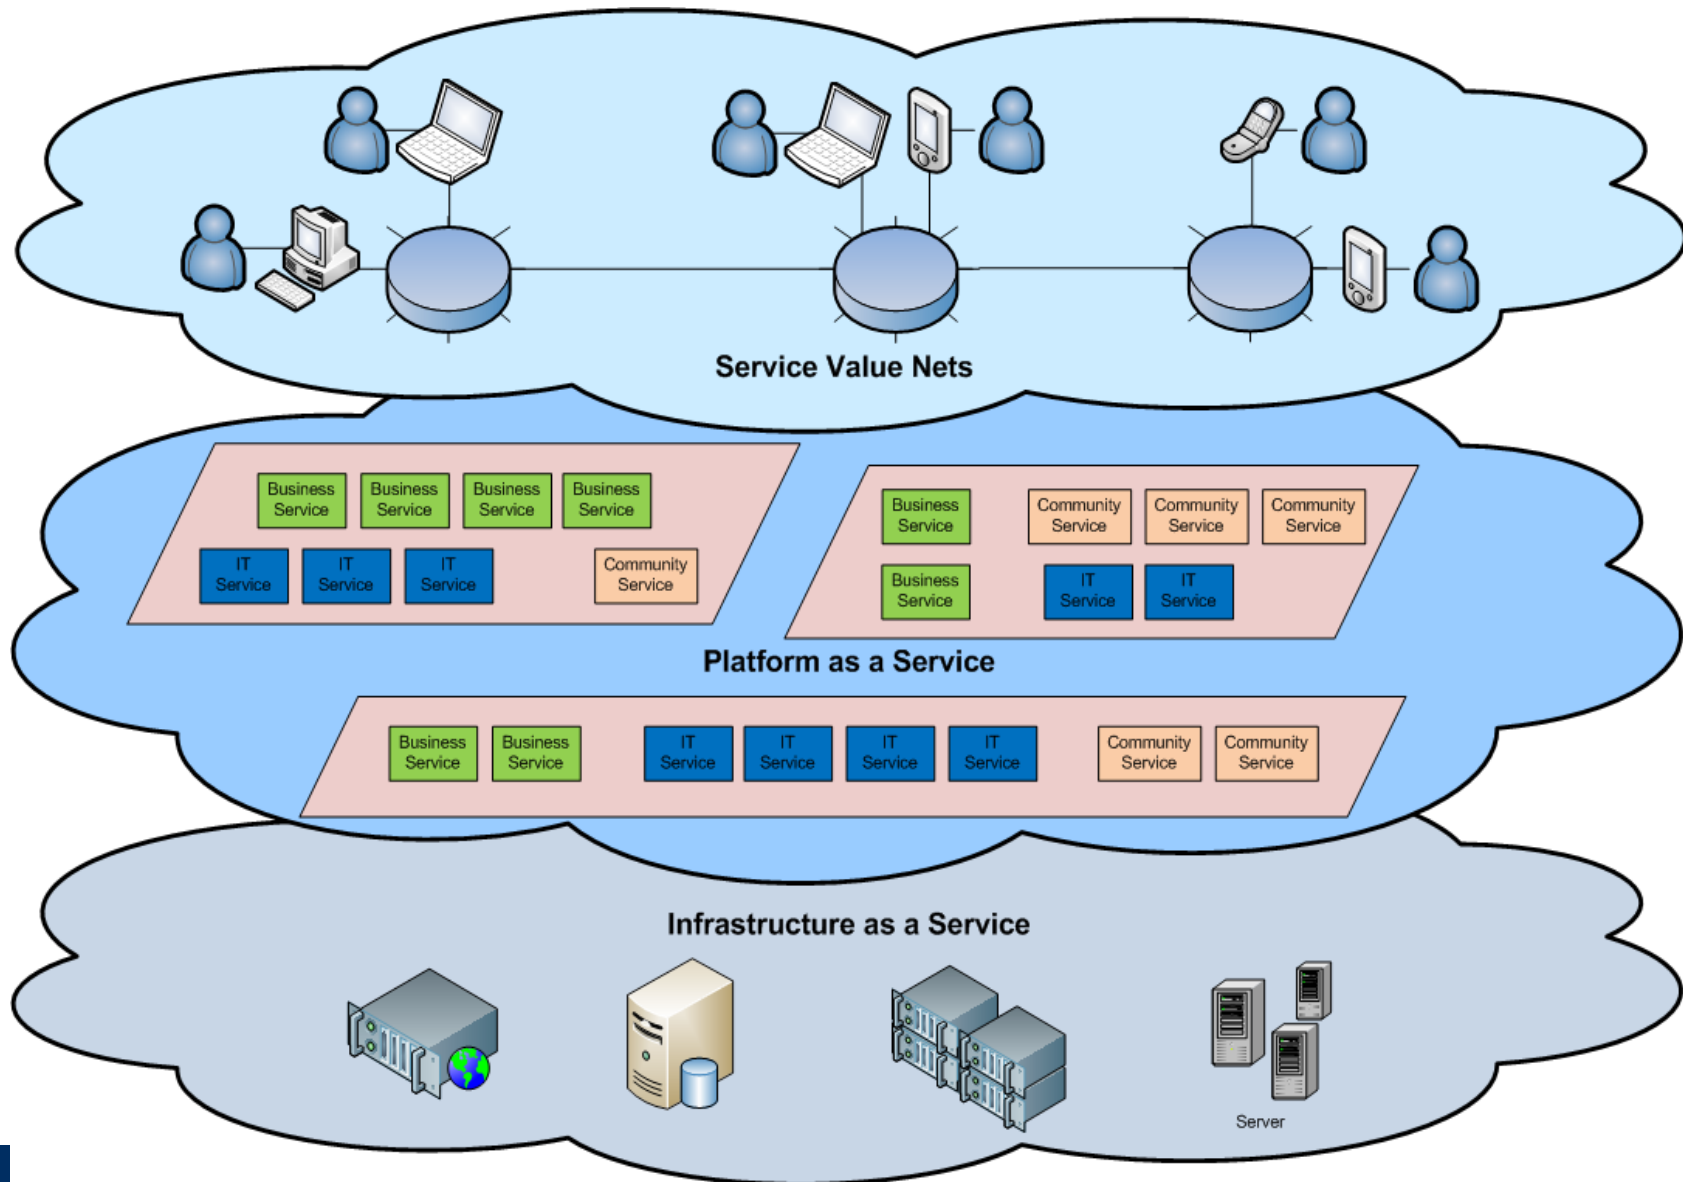 Service Value Nets
Business
Service
Business
Service
Business
Service
Business
Service
IT
Service
IT
Service
IT
Service
Community
Service
Business
Service
Community
Service
Community
Service
Community
Service
Business
Service
IT
Service
IT
Service
Platform as a Service
Business
Service
Business
Service
IT
Service
IT
Service
IT
Service
IT
Service
Community
Service
Community
Service
Infrastructure as a Service
Server